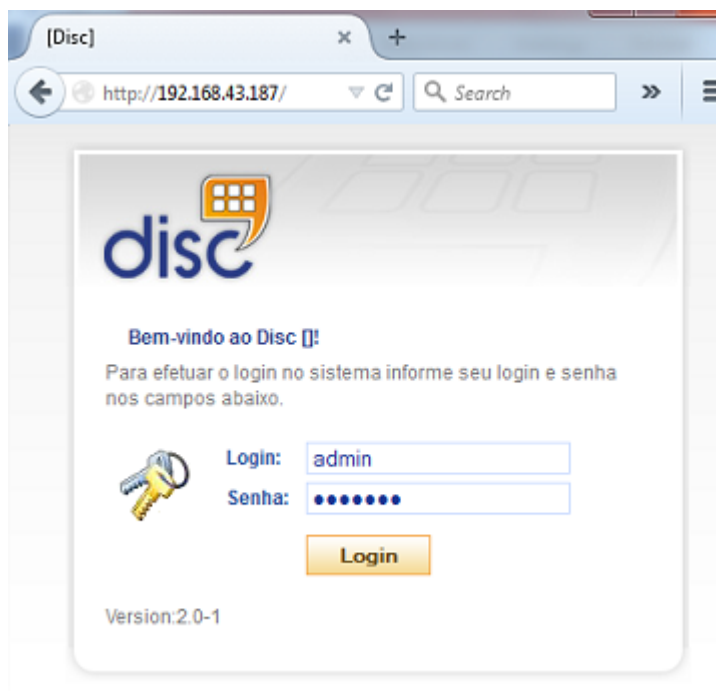 [Disc]
http://192.168.43.187/
Search
disc
Bem-vindo ao Disc []!
Para efetuar o login no sistema informe seu login e senha
nos campos abaixo.
Login: admin
Senha: •••••••
Login
Version:2.0-1